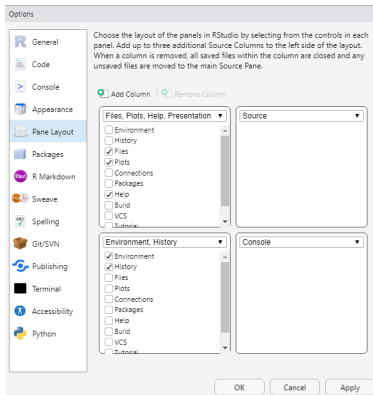 Options
General
Code
Console
Appearance
Pane Layout
Packages
R Markdown
Sweave
Spelling
Git/SVN
Publishing
Terminal
Accessibility
Python
Choose the layout of the panels in RStudio by selecting from the controls in each
panel. Add up to three additional Source Columns to the left side of the layout.
When a column is removed, all saved files within the column are closed and any
unsaved files are moved to the main Source Pane.
Add Column Remove Column
Files, Plots, Help, Presentation
Environment
History
Files
Plots
Connections
Packages
Help
Build
VCS
Tutorial
Source
Environment, History
Environment
History
Files
Plots
Connections
Packages
Help
Build
VCS
Tutorial
Console
OK Cancel Apply